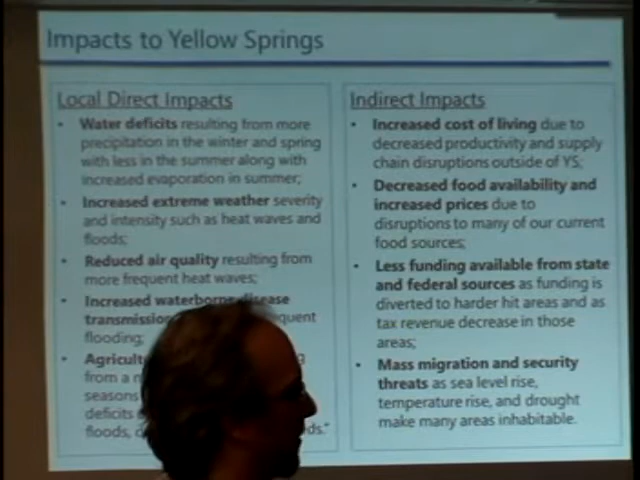 Impacts to Yellow Springs
Local Direct Impacts
• Water deficits resulting from more
precipitation in the winter and spring
with less in the summer along with
increased evaporation in summer;
• Increased extreme weather severity
and intensity such as heat waves and
floods;
• Reduced air quality resulting from
more frequent heat waves;
• Increased waterborne disease
transmission
flooding;
•
from a
seasons
deficits
floods,
Indirect Impacts
• Increased cost of living due to
decreased productivity and supply
chain disruptions outside of YS;
• Decreased food availability and
increased prices due to
disruptions to many of our current
food sources;
• Less funding available from state
and federal sources as funding is
diverted to harder hit areas and as
tax revenue decrease in those
areas;
• Mass migration and security
threats as sea level rise,
temperature rise, and drought
make many areas inhabitable.